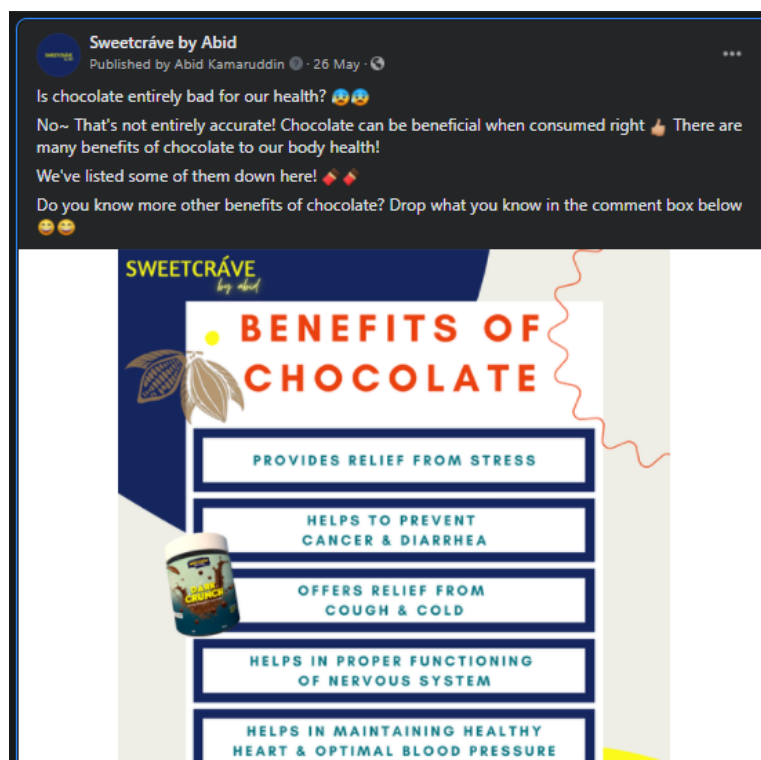 Sweetcráve by Abid
Published by Abid Kamaruddin · 26 May ·
Is chocolate entirely bad for our health? 😰😰
No~ That's not entirely accurate! Chocolate can be beneficial when consumed right 👍🏼 There are
many benefits of chocolate to our body health!
We've listed some of them down here! 🍫🍫
Do you know more other benefits of chocolate? Drop what you know in the comment box below
😄😄
SWEETCRÁVE
by abid
BENEFITS OF
CHOCOLATE
PROVIDES RELIEF FROM STRESS
HELPS TO PREVENT
CANCER & DIARRHEA
DARK
CRUNCH
OFFERS RELIEF FROM
COUGH & COLD
HELPS IN PROPER FUNCTIONING
OF NERVOUS SYSTEM
HELPS IN MAINTAINING HEALTHY
HEART & OPTIMAL BLOOD PRESSURE